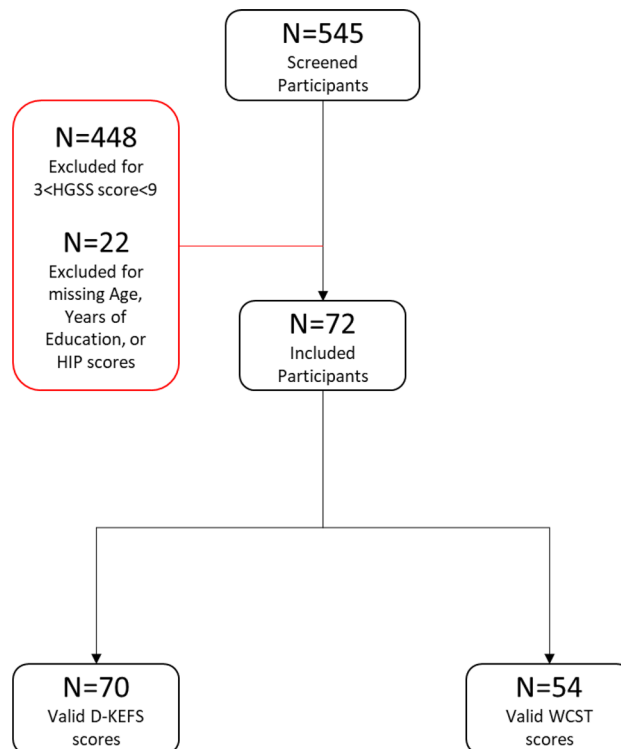 N=545
Screened
Participants
N=448
Excluded for
3<HGSS score<9
N=22
Excluded for
missing Age,
Years of
Education, or
HIP scores
N=72
Included
Participants
N=70
Valid D-KEFS
scores
N=54
Valid WCST
scores